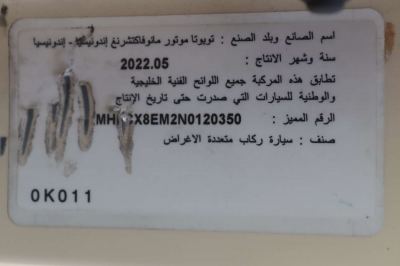 اسم الصانع وبلد الصنع : تويوتا موتور مانوفاكتشرنغ إندونيسيا - إندونيسيا
سنة وشهر الانتاج : 2022.05
تطابق هذه المركبة جميع اللوائح الفنية الخليجية
والوطنية للسيارات التي صدرت حتى تاريخ الإنتاج
الرقم المميز :
صنف : سيارة ركاب متعددة الاغراض
0K011